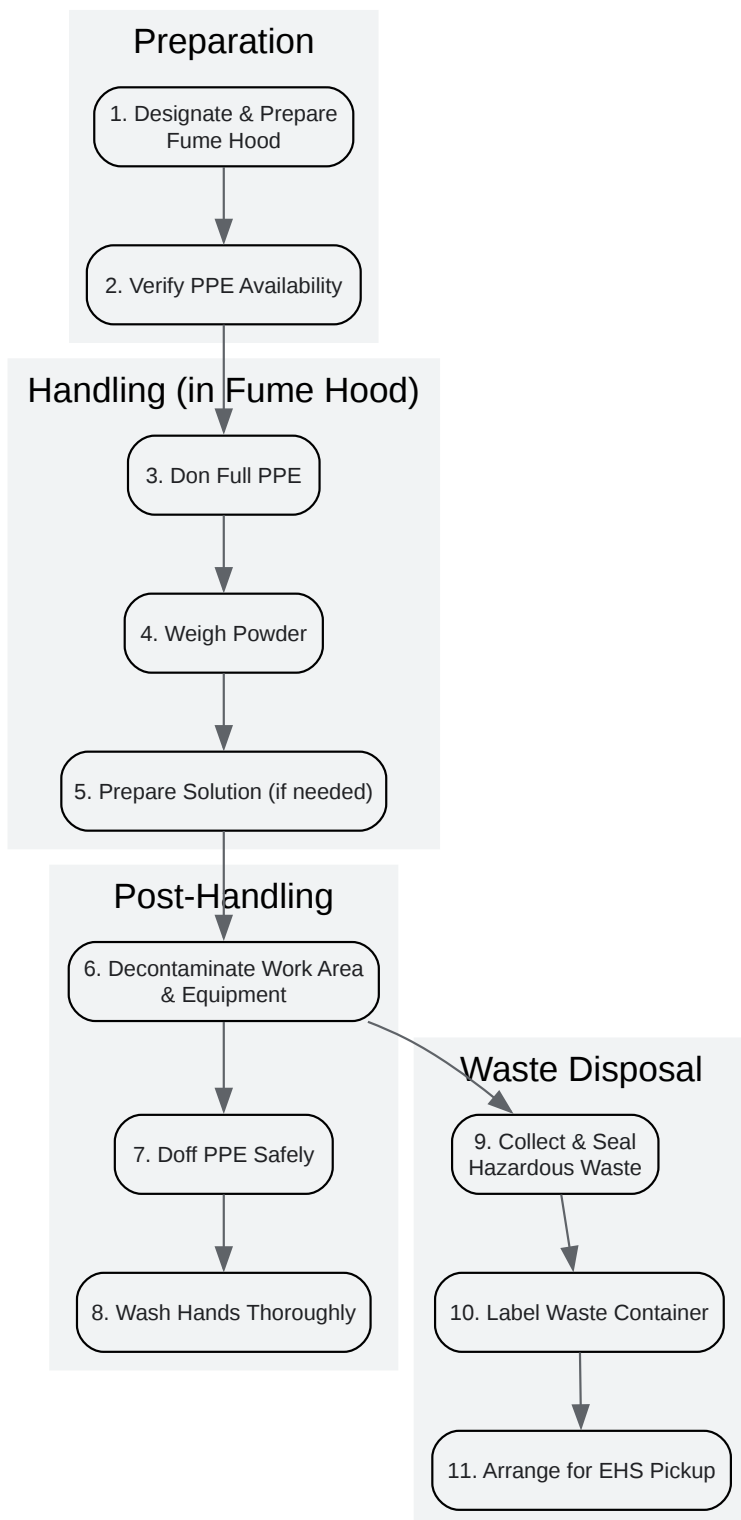 Preparation
1. Designate & Prepare
Fume Hood
2. Verify PPE Availability
Handling (in Fume Hood)
3. Don Full PPE
4. Weigh Powder
5. Prepare Solution (if needed)
Post-Handling
6. Decontaminate Work Area
& Equipment
7. Doff PPE Safely
8. Wash Hands Thoroughly
Waste Disposal
9. Collect & Seal
Hazardous Waste
10. Label Waste Container
11. Arrange for EHS Pickup